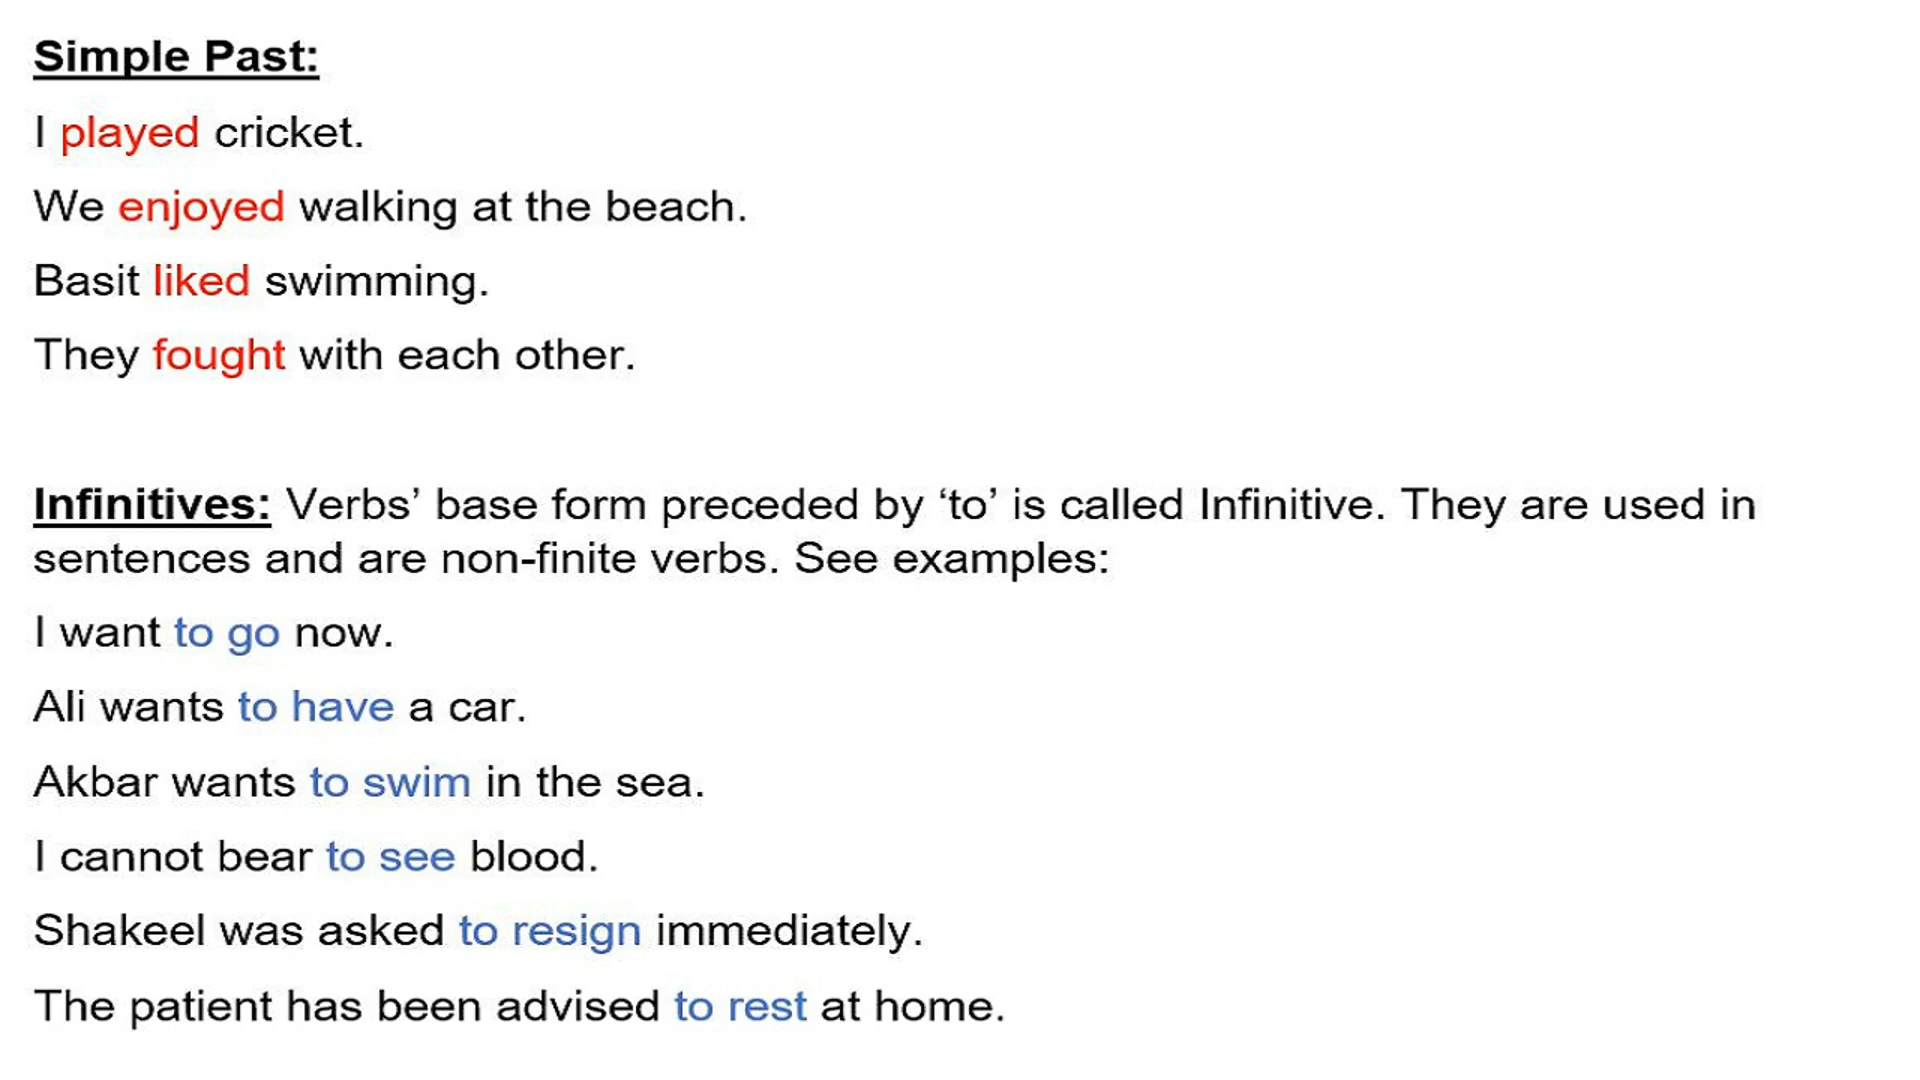 Simple Past:
I played cricket.
We enjoyed walking at the beach.
Basit liked swimming.
They fought with each other.
Infinitives: Verbs’ base form preceded by ‘to’ is called Infinitive. They are used in
sentences and are non-finite verbs. See examples:
I want to go now.
Ali wants to have a car.
Akbar wants to swim in the sea.
I cannot bear to see blood.
Shakeel was asked to resign immediately.
The patient has been advised to rest at home.